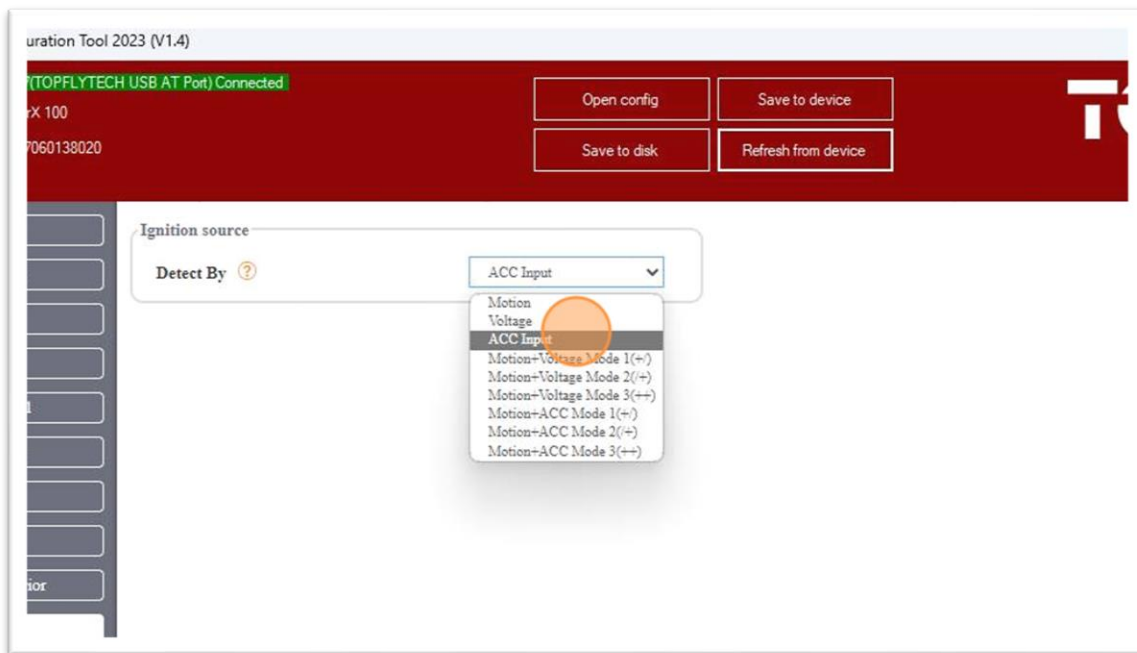 uration Tool 2023 (V1.4)
(TOPFLYTECH USB AT Port) Connected
rX 100
7060138020
Open config
Save to device
Save to disk
Refresh from device
Ignition source
Detect By ?
ACC Input
Motion
Voltage
ACC Input
Motion+Voltage Mode 1(+/)
Motion+Voltage Mode 2(/+)
Motion+Voltage Mode 3(++)
Motion+ACC Mode 1(+/)
Motion+ACC Mode 2(/+)
Motion+ACC Mode 3(++)
l
ior